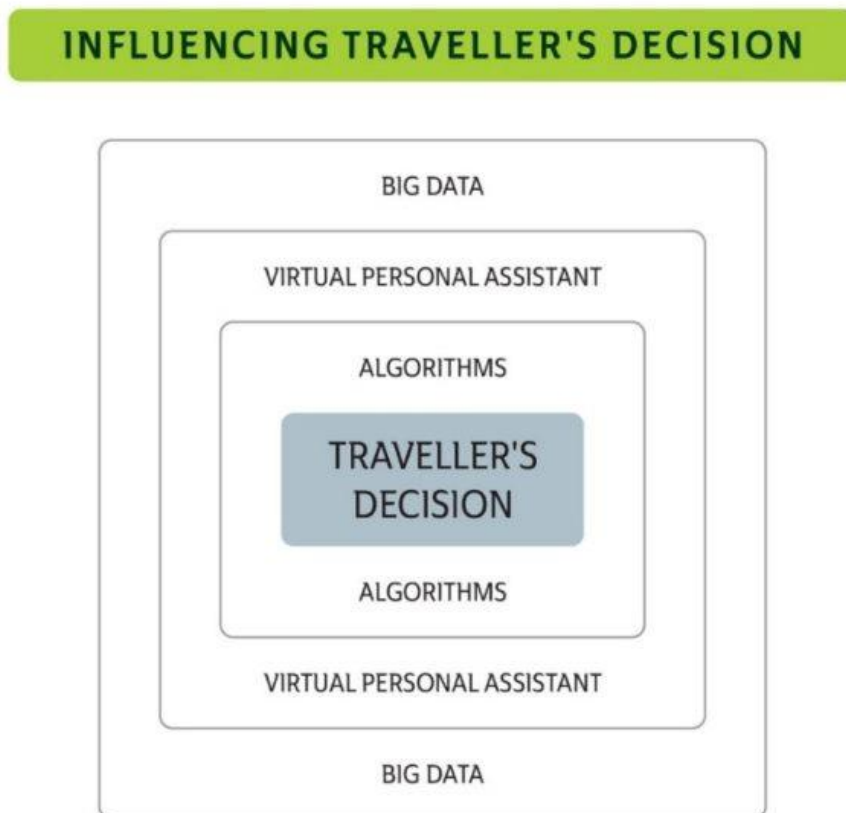 INFLUENCING TRAVELLER'S DECISION
BIG DATA
VIRTUAL PERSONAL ASSISTANT
ALGORITHMS
TRAVELLER'S
DECISION
ALGORITHMS
VIRTUAL PERSONAL ASSISTANT
BIG DATA